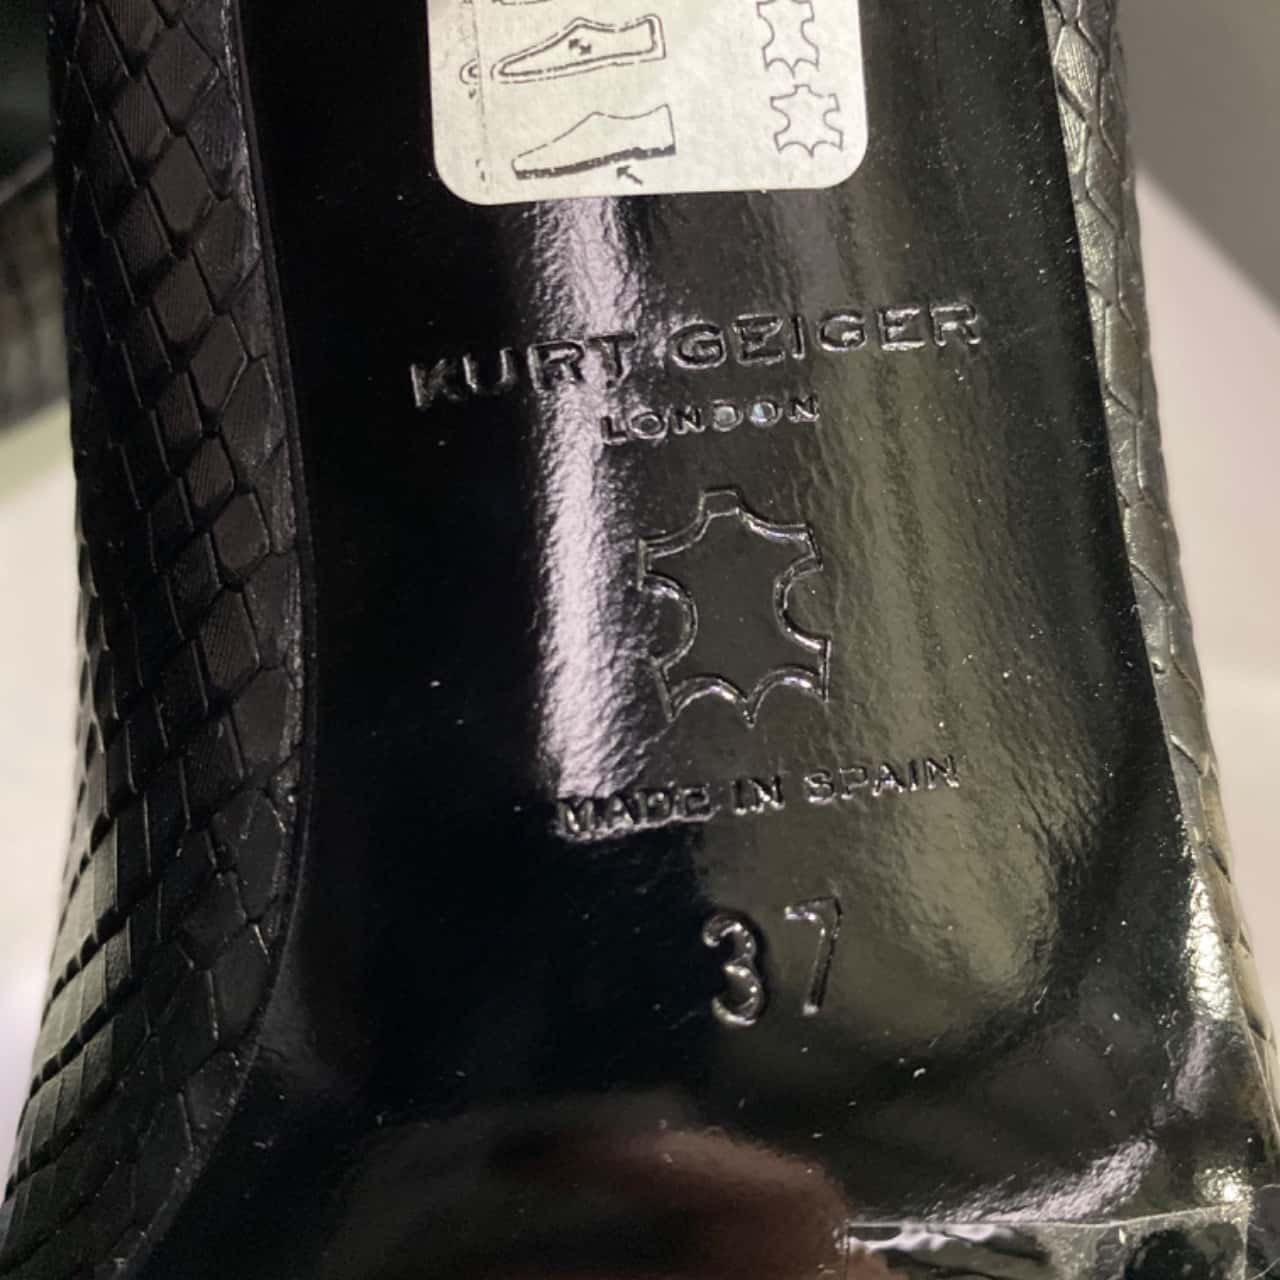 KURT GEIGER
LONDON
MADE IN SPAIN
37